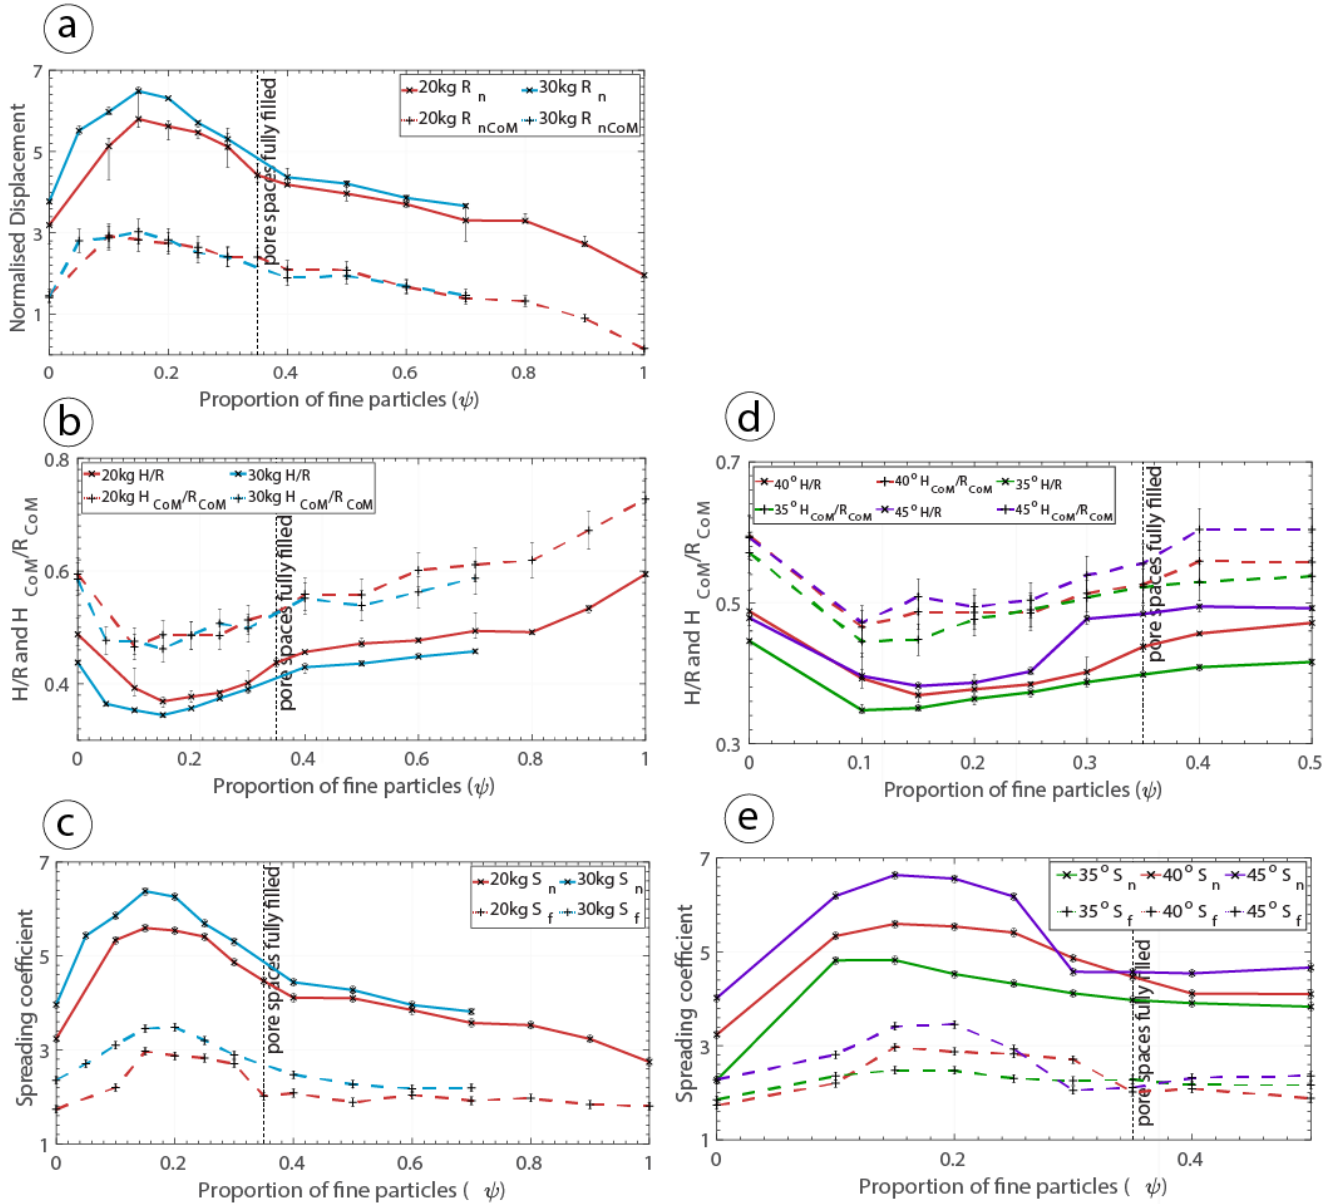 a
7
5
3
1
Normalised Displacement
20kg R n
30kg R n
20kg R nCoM
30kg R nCoM
pore spaces fully filled
0 0.2 0.4 0.6 0.8 1
Proportion of fine particles (ψ)
b
0.8
0.6
0.4
H/R and H CoM/R CoM
20kg H/R
30kg H/R
20kg H CoM/R CoM
30kg H CoM/R CoM
pore spaces fully filled
0 0.2 0.4 0.6 0.8 1
Proportion of fine particles (ψ)
d
0.7
0.5
0.3
H/R and H CoM/R CoM
40° H/R
40° H CoM/R CoM
35° H/R
35° H CoM/R CoM
45° H/R
45° H CoM/R CoM
pore spaces fully filled
0 0.1 0.2 0.3 0.4 0.5
Proportion of fine particles (ψ)
c
7
5
3
1
Spreading coefficient
20kg S n
30kg S n
20kg S f
30kg S f
pore spaces fully filled
0 0.2 0.4 0.6 0.8 1
Proportion of fine particles ( ψ)
e
7
5
3
1
Spreading coefficient
35° S n
40° S n
45° S n
35° S f
40° S f
45° S f
pore spaces fully filled
0 0.2 0.4
Proportion of fine particles ( ψ)